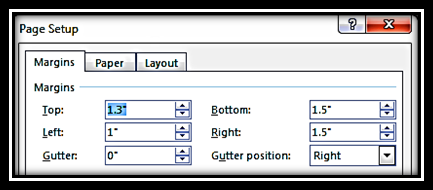 Page Setup
Margins Paper Layout
Margins
Top: 1.3" Bottom: 1.5"
Left: 1" Right: 1.5"
Gutter: 0" Gutter position: Right